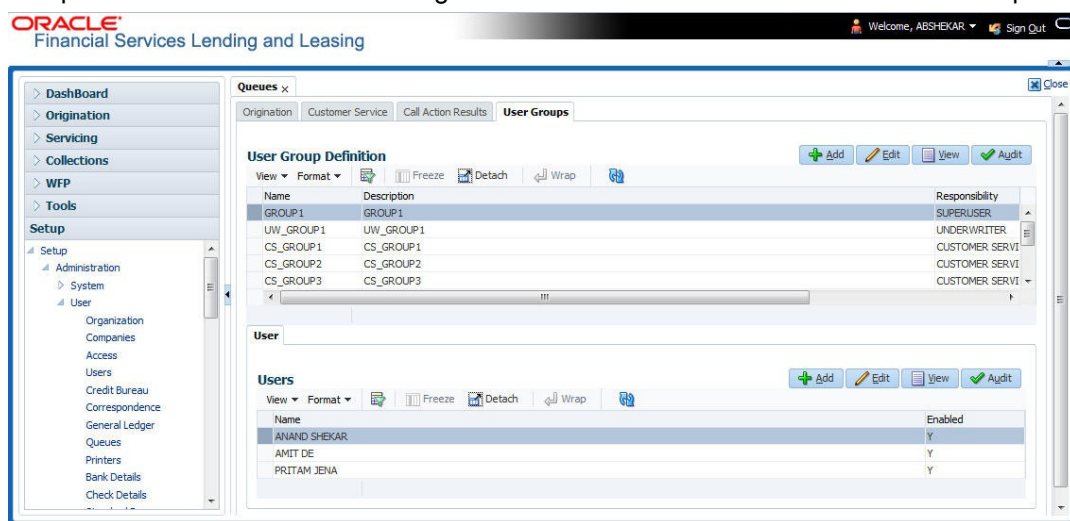 ORACLE
Financial Services Lending and Leasing
Welcome, ABSHEKAR Sign Out
Close
DashBoard
Origination
Servicing
Collections
WFP
Tools
Setup
Setup
Administration
System
User
Organization
Companies
Access
Users
Credit Bureau
Correspondence
General Ledger
Queues
Printers
Bank Details
Check Details
Queues x
Origination Customer Service Call Action Results User Groups
User Group Definition
Add Edit View Audit
View Format Freeze Detach Wrap
Name Description Responsibility
GROUP1 GROUP1 SUPERUSER
UW_GROUP1 UW_GROUP1 UNDERWRITER
CS_GROUP1 CS_GROUP1 CUSTOMER SERVI
CS_GROUP2 CS_GROUP2 CUSTOMER SERVI
CS_GROUP3 CS_GROUP3 CUSTOMER SERVI
User
Users
Add Edit View Audit
View Format Freeze Detach Wrap
Name Enabled
ANAND SHEKAR Y
AMIT DE Y
PRITAM JENA Y